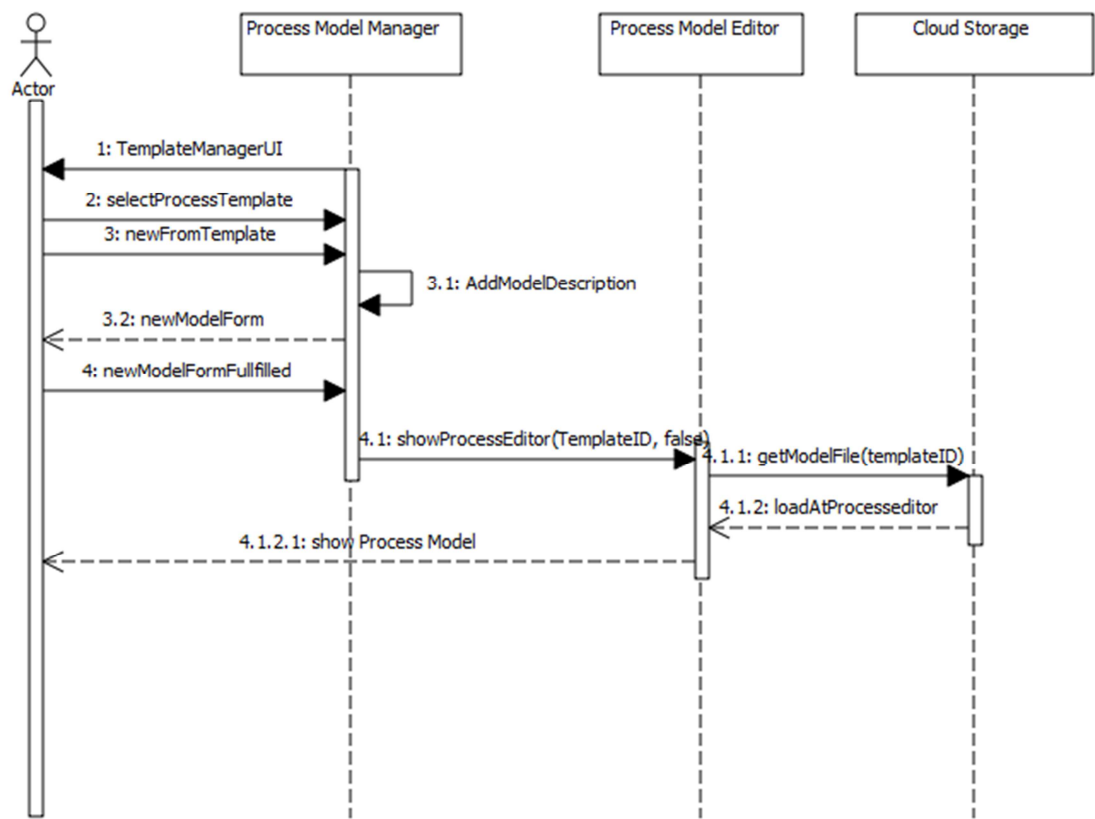 Process Model Manager
Process Model Editor
Cloud Storage
Actor
1: TemplateManagerUI
2: selectProcessTemplate
3: newFromTemplate
3.1: AddModelDescription
3.2: newModelForm
4: newModelFormFullfilled
4.1: showProcessEditor(TemplateID, false)
4.1.1: getModelFile(templateID)
4.1.2: loadAtProcesseditor
4.1.2.1: show Process Model